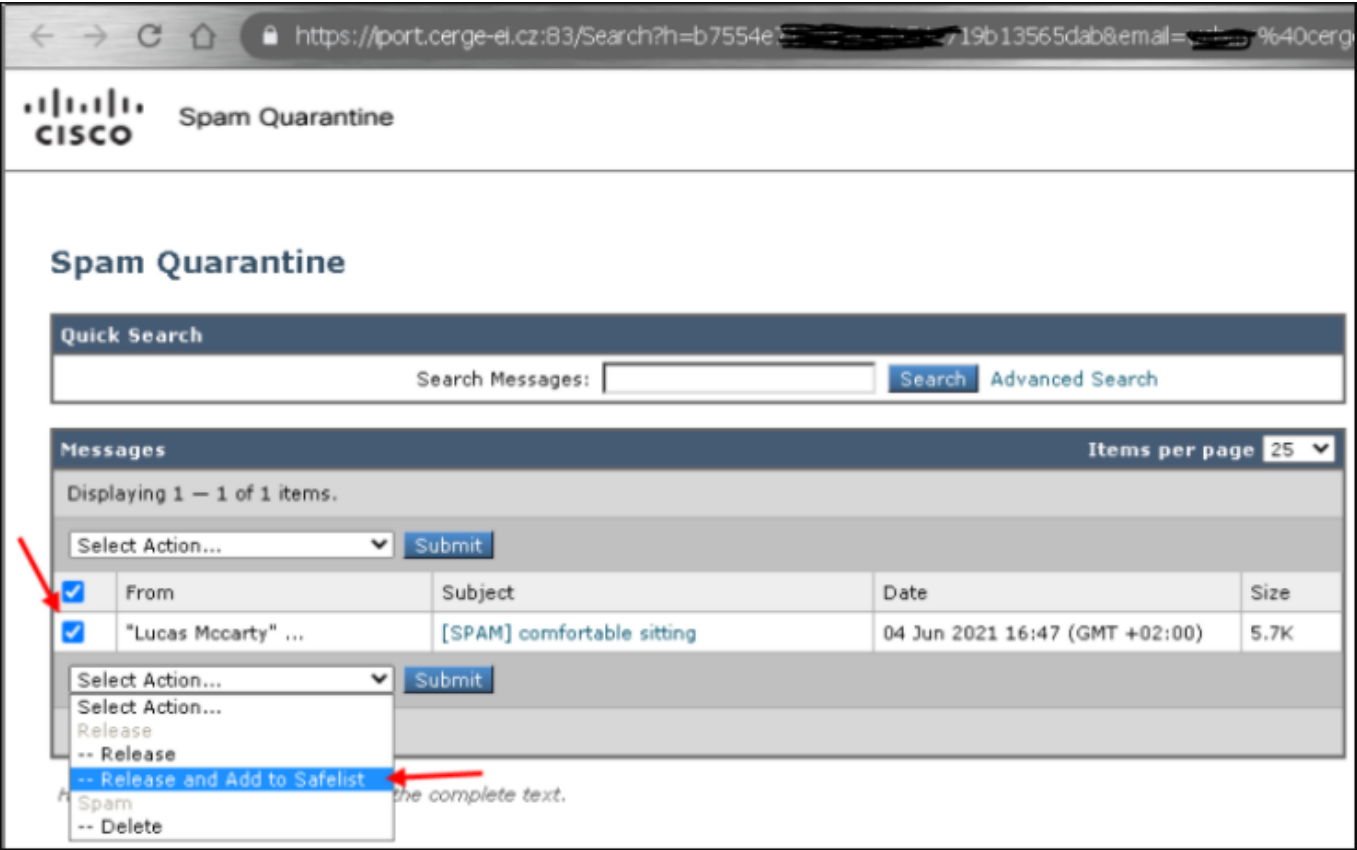 https://iport.cerge-ei.cz:83/Search?h=b7554e 719b13565dab&email= %40cerg
CISCO Spam Quarantine
Spam Quarantine
Quick Search
Search Messages: Search Advanced Search
Messages Items per page 25
Displaying 1 — 1 of 1 items.
Select Action... Submit
From Subject Date Size
"Lucas Mccarty" ... [SPAM] comfortable sitting 04 Jun 2021 16:47 (GMT +02:00) 5.7K
Select Action... Submit
Select Action...
Release
-- Release
-- Release and Add to Safelist
Spam
-- Delete
the complete text.